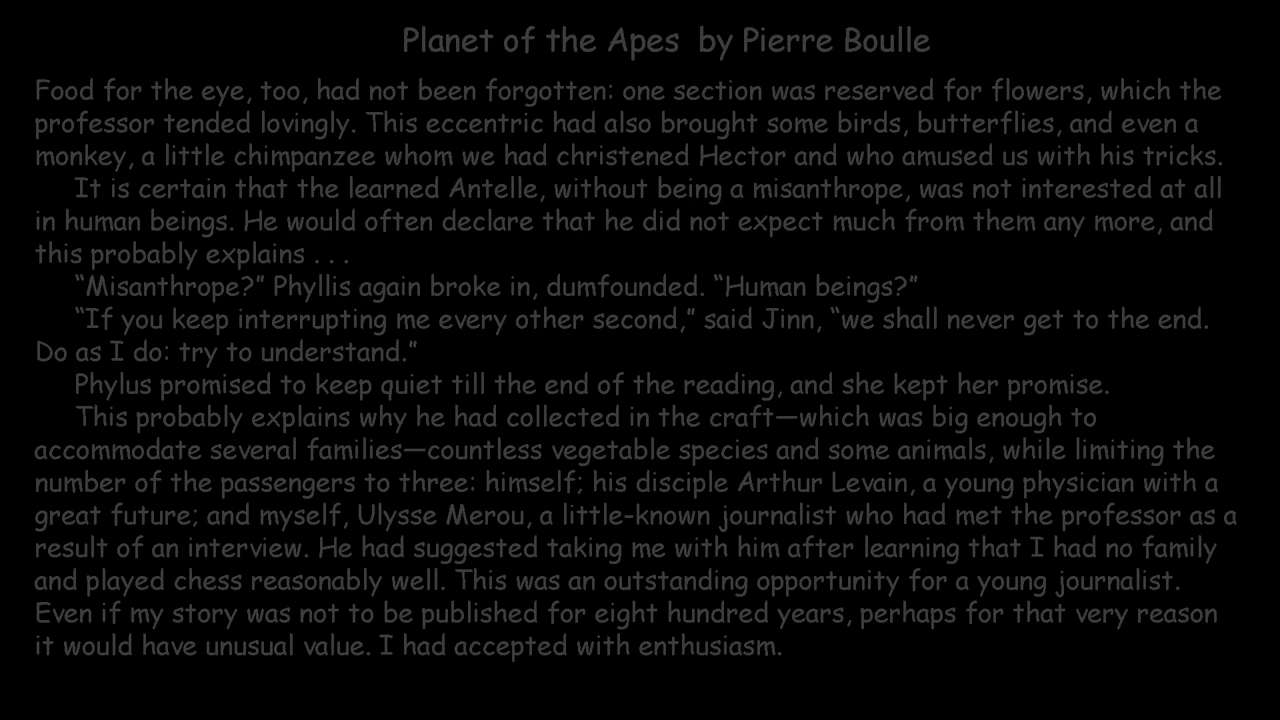 Planet of the Apes by Pierre Boulle
Food for the eye, too, had not been forgotten: one section was reserved for flowers, which the
professor tended lovingly. This eccentric had also brought some birds, butterflies, and even a
monkey, a little chimpanzee whom we had christened Hector and who amused us with his tricks.
It is certain that the learned Antelle, without being a misanthrope, was not interested at all
in human beings. He would often declare that he did not expect much from them any more, and
this probably explains . . .
“Misanthrope?” Phyllis again broke in, dumfounded. “Human beings?”
“If you keep interrupting me every other second,” said Jinn, “we shall never get to the end.
Do as I do: try to understand.”
Phylus promised to keep quiet till the end of the reading, and she kept her promise.
This probably explains why he had collected in the craft—which was big enough to
accommodate several families—countless vegetable species and some animals, while limiting the
number of the passengers to three: himself; his disciple Arthur Levain, a young physician with a
great future; and myself, Ulysse Merou, a little-known journalist who had met the professor as a
result of an interview. He had suggested taking me with him after learning that I had no family
and played chess reasonably well. This was an outstanding opportunity for a young journalist.
Even if my story was not to be published for eight hundred years, perhaps for that very reason
it would have unusual value. I had accepted with enthusiasm.